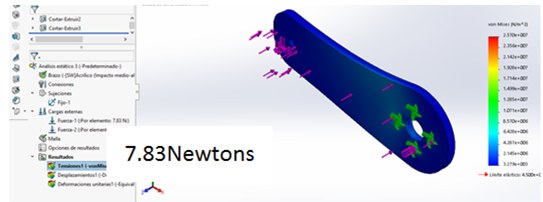 Cortar-Extruir2
Cortar-Extruir3
Análisis estático 3 (-Predeterminado-)
Brazo (-[SW]Acrílico (Impacto medio-al
Conexiones
Sujeciones
Fijo-1
Cargas externas
Fuerza-1 (:Por elemento: 7.83 N:)
Fuerza-2 (:Por elemento
Malla
Opciones de resultados
Resultados
Tensiones1 (-vonMis
Desplazamientos1 (-D
Deformaciones unitarias1 (-Equival
7.83Newtons
von Mises (N/m^2)
2.570e+007
2.356e+007
2.142e+007
1.928e+007
1.714e+007
1.499e+007
1.285e+007
1.071e+007
8.570e+006
6.428e+006
4.287e+006
2.145e+006
3.279e+003
Límite elástico: 4.500e